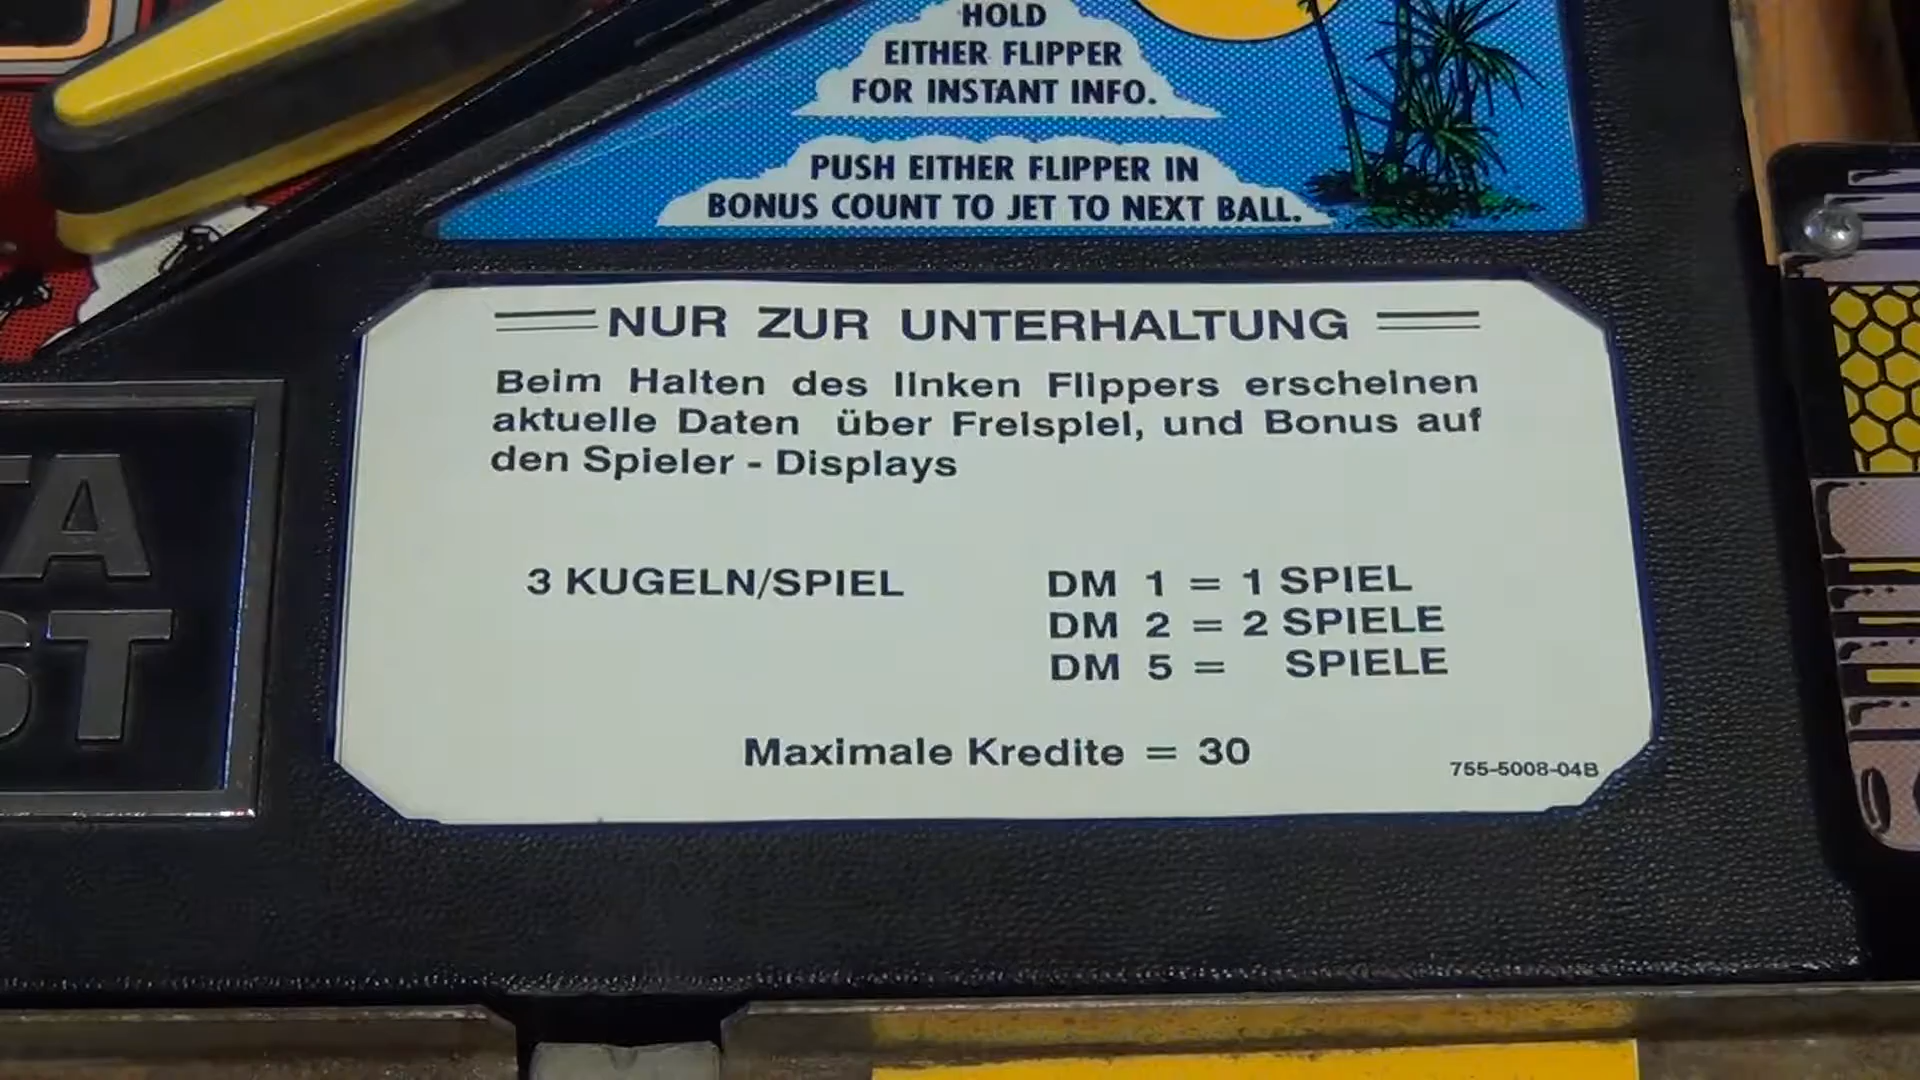 HOLD
EITHER FLIPPER
FOR INSTANT INFO.
PUSH EITHER FLIPPER IN
BONUS COUNT TO JET TO NEXT BALL.
NUR ZUR UNTERHALTUNG
Beim Halten des linken Flippers erscheinen
aktuelle Daten über Freispiel, und Bonus auf
den Spieler - Displays
3 KUGELN/SPIEL
DM 1 = 1 SPIEL
DM 2 = 2 SPIELE
DM 5 = SPIELE
Maximale Kredite = 30
755-5008-04B